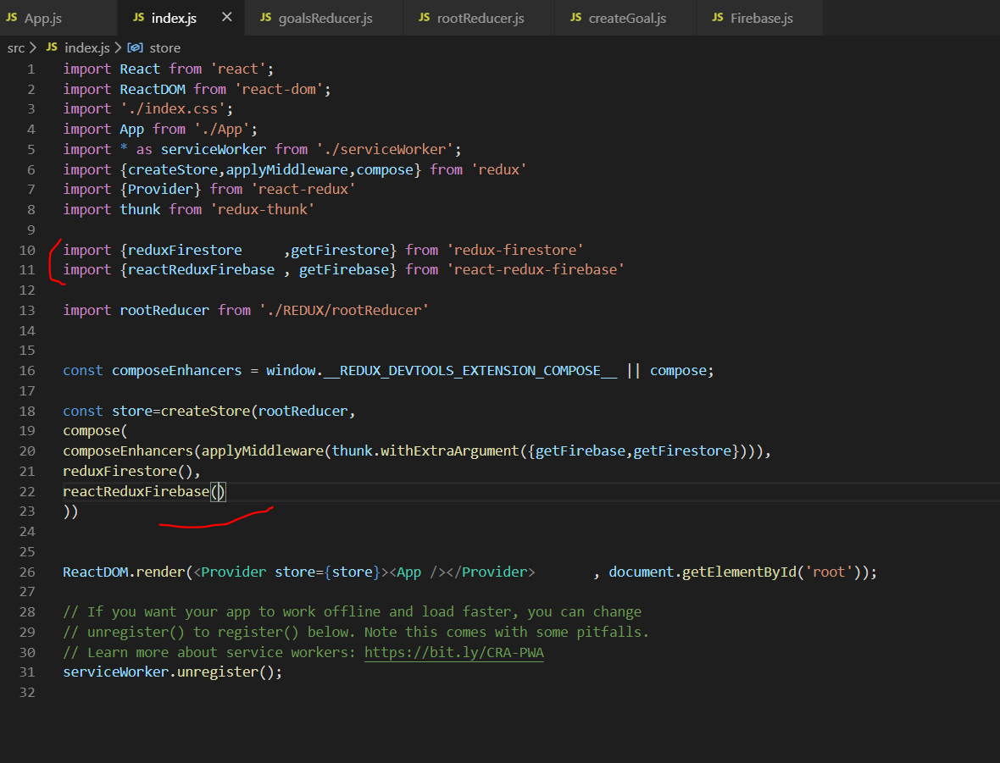 JS App.js JS index.js × JS goalsReducer.js JS rootReducer.js JS createGoal.js JS Firebase.js
src > JS index.js > store
1 import React from 'react';
2 import ReactDOM from 'react-dom';
3 import './index.css';
4 import App from './App';
5 import * as serviceWorker from './serviceWorker';
6 import {createStore,applyMiddleware,compose} from 'redux'
7 import {Provider} from 'react-redux'
8 import thunk from 'redux-thunk'
9
10 import {reduxFirestore     ,getFirestore} from 'redux-firestore'
11 import {reactReduxFirebase , getFirebase} from 'react-redux-firebase'
12
13 import rootReducer from './REDUX/rootReducer'
14
15
16 const composeEnhancers = window.__REDUX_DEVTOOLS_EXTENSION_COMPOSE__ || compose;
17
18 const store=createStore(rootReducer,
19 compose(
20 composeEnhancers(applyMiddleware(thunk.withExtraArgument({getFirebase,getFirestore}))),
21 reduxFirestore(),
22 reactReduxFirebase()
23 ))
24
25
26 ReactDOM.render(<Provider store={store}><App /></Provider>       , document.getElementById('root'));
27
28 // If you want your app to work offline and load faster, you can change
29 // unregister() to register() below. Note this comes with some pitfalls.
30 // Learn more about service workers: https://bit.ly/CRA-PWA
31 serviceWorker.unregister();
32